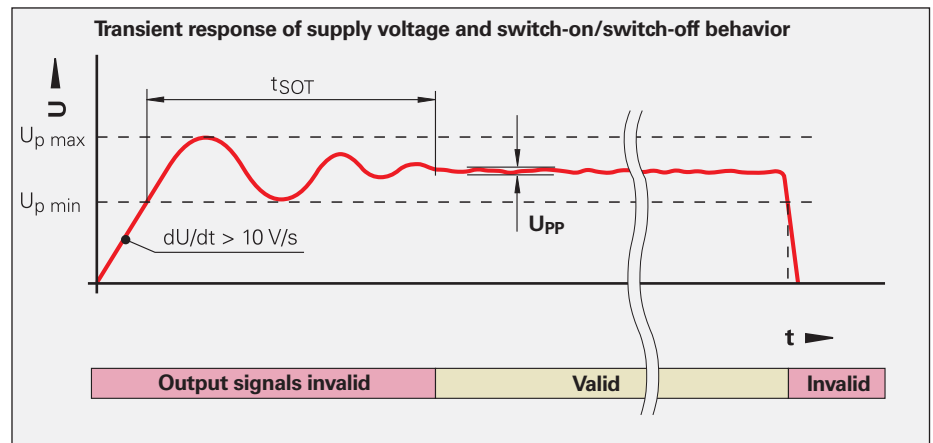 Transient response of supply voltage and switch-on/switch-off behavior
U
tSOT
Up max
Up min
dU/dt > 10 V/s
UPP
t
Output signals invalid Valid Invalid